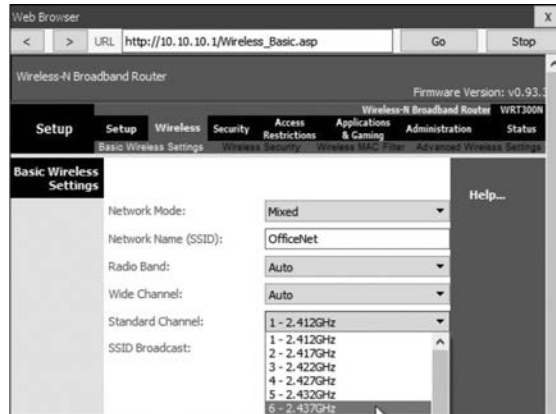 Web Browser X
< > URL http://10.10.10.1/Wireless_Basic.asp Go Stop
Wireless-N Broadband Router
Firmware Version: v0.93.3
Wireless-N Broadband Router WRT300N
Setup Setup Wireless Security Access Restrictions Applications & Gaming Administration Status
Basic Wireless Settings Wireless Security Wireless MAC Filter Advanced Wireless Settings
Basic Wireless Settings
Help...
Network Mode: Mixed
Network Name (SSID): OfficeNet
Radio Band: Auto
Wide Channel: Auto
Standard Channel: 1 - 2.412GHz
SSID Broadcast:
1 - 2.412GHz
2 - 2.417GHz
3 - 2.422GHz
4 - 2.427GHz
5 - 2.432GHz
6 - 2.437GHz